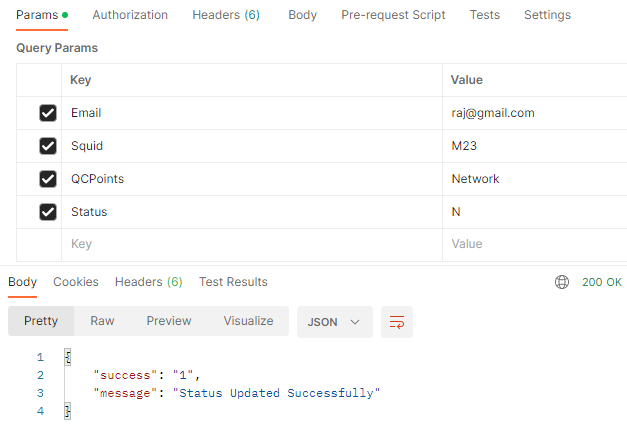 Params Authorization Headers (6) Body Pre-request Script Tests Settings
Query Params
Key Value
Email raj@gmail.com
Squid M23
QCPoints Network
Status N
Key Value
Body Cookies Headers (6) Test Results 200 OK
Pretty Raw Preview Visualize JSON
1 {
2 "success": "1",
3 "message": "Status Updated Successfully"
4 }